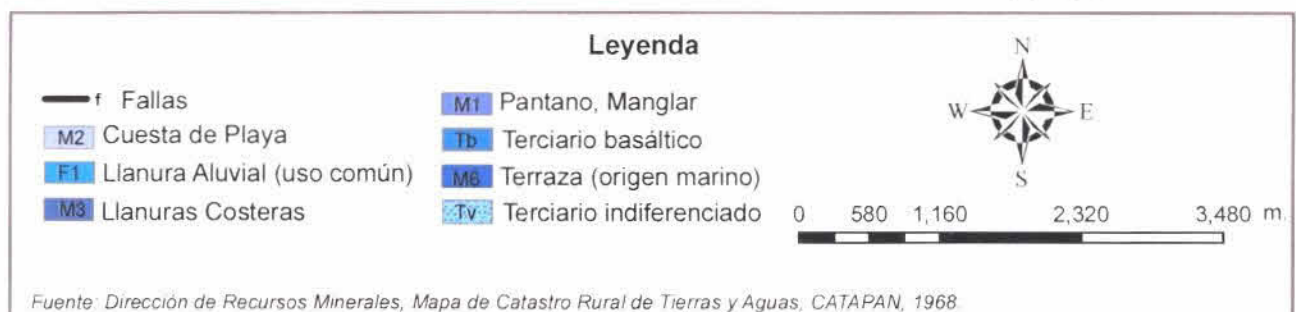 Leyenda
f Fallas
M2 Cuesta de Playa
F1 Llanura Aluvial (uso común)
M3 Llanuras Costeras
M1 Pantano, Manglar
Tb Terciario basáltico
M6 Terraza (origen marino)
Tv Terciario indiferenciado
N
W E
S
0 580 1,160 2,320 3,480 m.
Fuente: Dirección de Recursos Minerales, Mapa de Catastro Rural de Tierras y Aguas, CATAPAN, 1968.